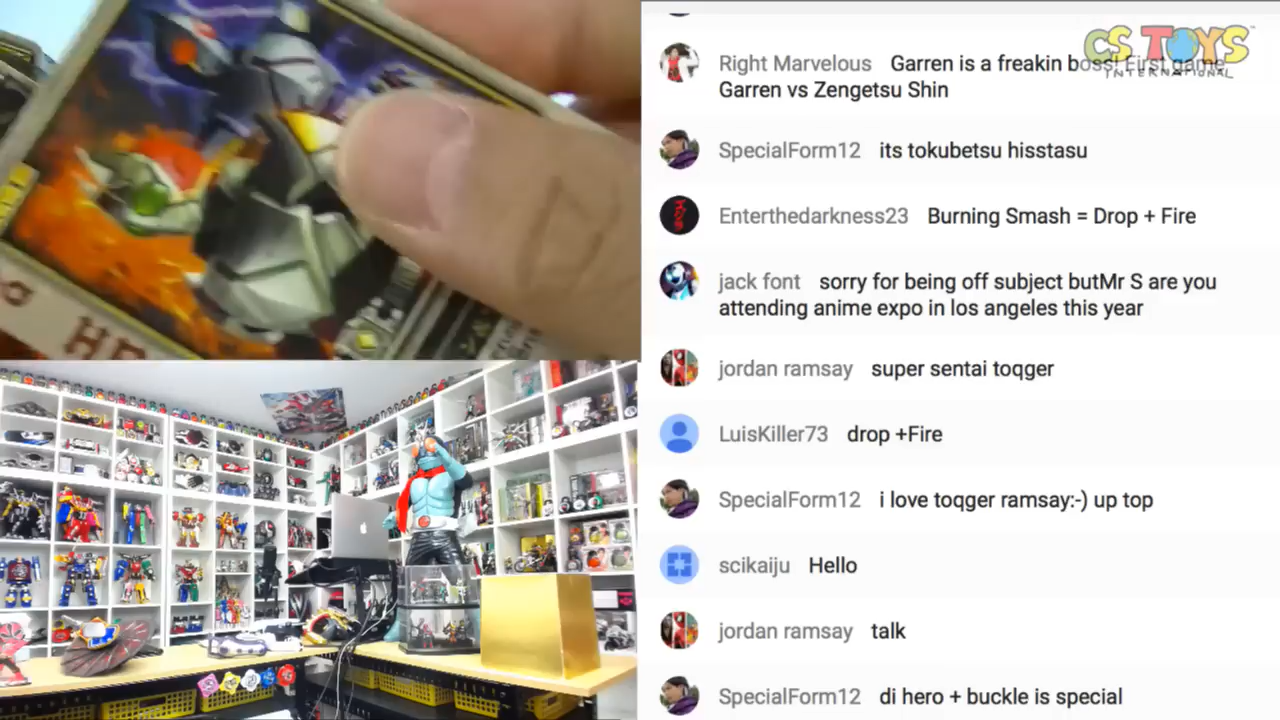 CS TOYS
INTERNATIONAL
Right Marvelous Garren is a freakin boss! First game
Garren vs Zengetsu Shin
SpecialForm12 its tokubetsu hisstasu
Enterthedarkness23 Burning Smash = Drop + Fire
jack font sorry for being off subject butMr S are you
attending anime expo in los angeles this year
jordan ramsay super sentai toqger
LuisKiller73 drop +Fire
SpecialForm12 i love toqger ramsay:-) up top
scikaiju Hello
jordan ramsay talk
SpecialForm12 di hero + buckle is special